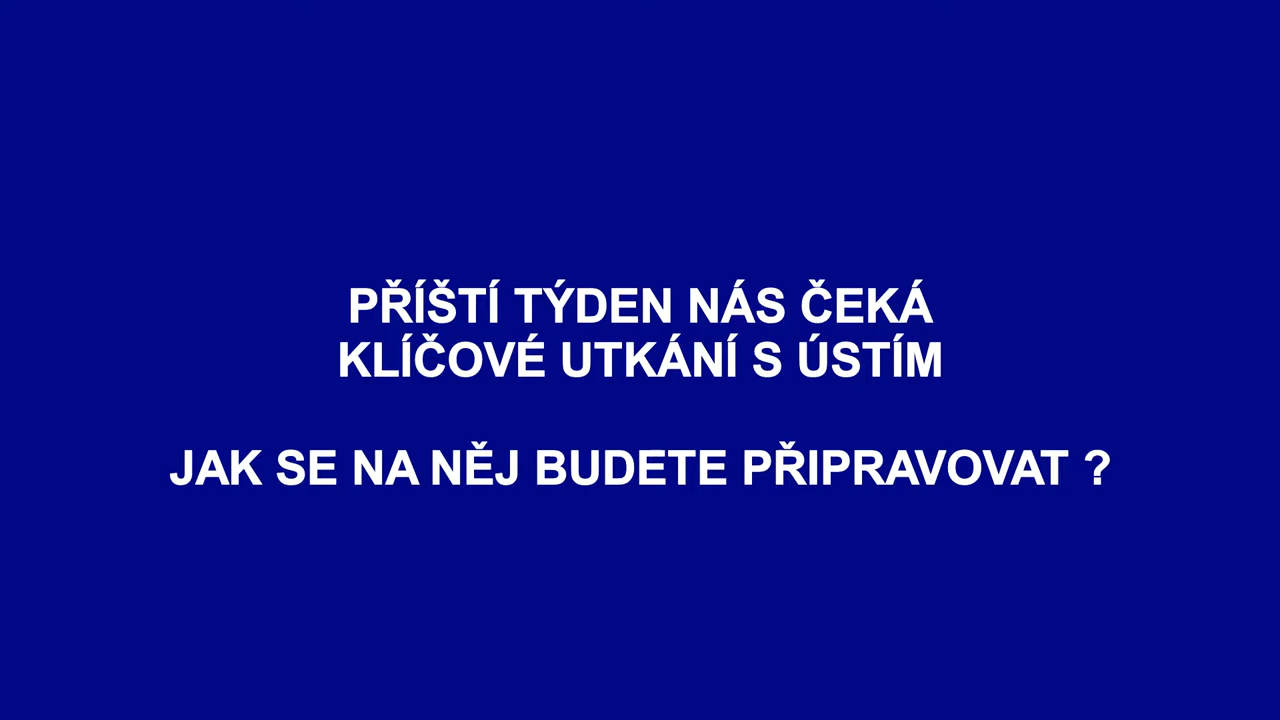 PŘÍŠTÍ TÝDEN NÁS ČEKÁ
KLÍČOVÉ UTKÁNÍ S ÚSTÍM
JAK SE NA NĚJ BUDETE PŘIPRAVOVAT ?